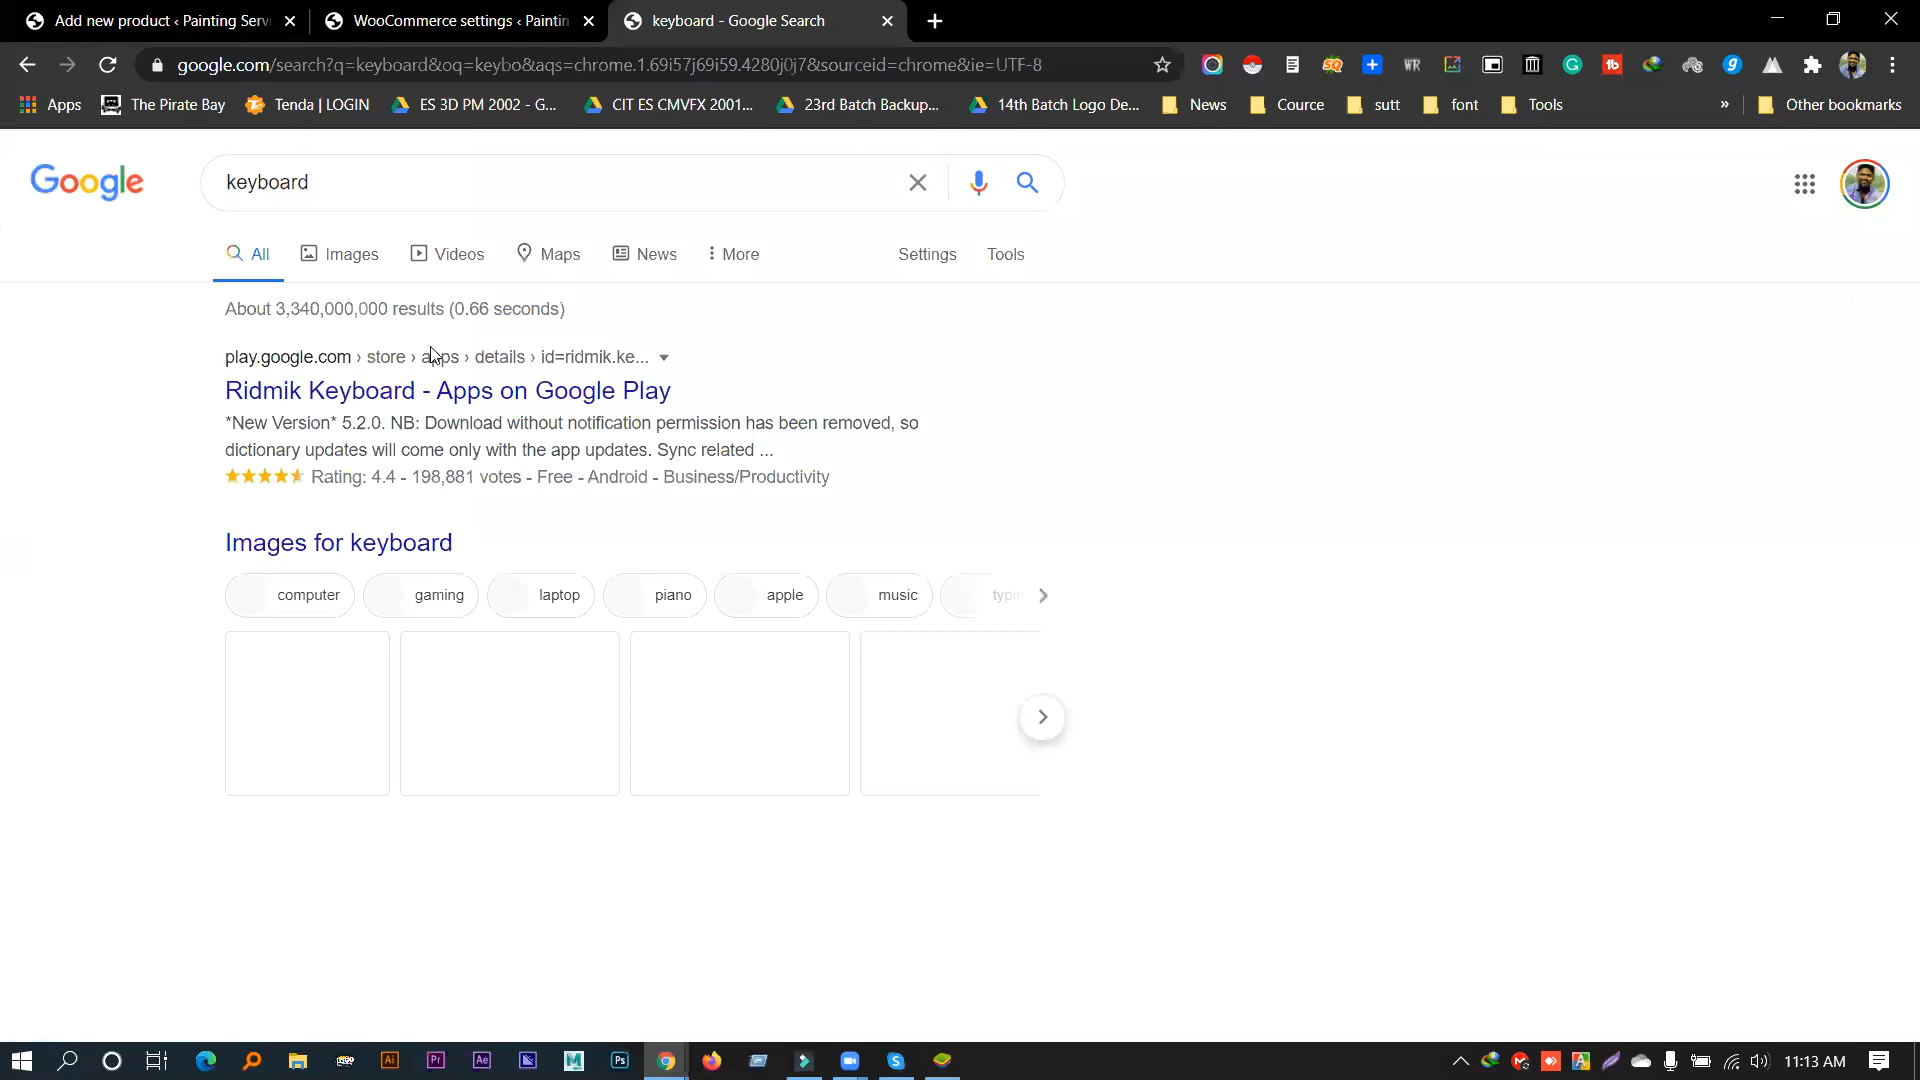 Add new product ‹ Painting Serv
WooCommerce settings ‹ Paintin
keyboard - Google Search
google.com/search?q=keyboard&oq=keybo&aqs=chrome.1.69i57j69i59.4280j0j7&sourceid=chrome&ie=UTF-8
Apps
The Pirate Bay
Tenda | LOGIN
ES 3D PM 2002 - G...
CIT ES CMVFX 2001...
23rd Batch Backup...
14th Batch Logo De...
News
Cource
sutt
font
Tools
»
Other bookmarks
Google
keyboard
All
Images
Videos
Maps
News
More
Settings
Tools
About 3,340,000,000 results (0.66 seconds)
play.google.com › store › apps › details › id=ridmik.ke...
Ridmik Keyboard - Apps on Google Play
*New Version* 5.2.0. NB: Download without notification permission has been removed, so
dictionary updates will come only with the app updates. Sync related ...
Rating: 4.4 - 198,881 votes - Free - Android - Business/Productivity
Images for keyboard
computer
gaming
laptop
piano
apple
music
typin
Ai
Pr
Ae
Ps
11:13 AM